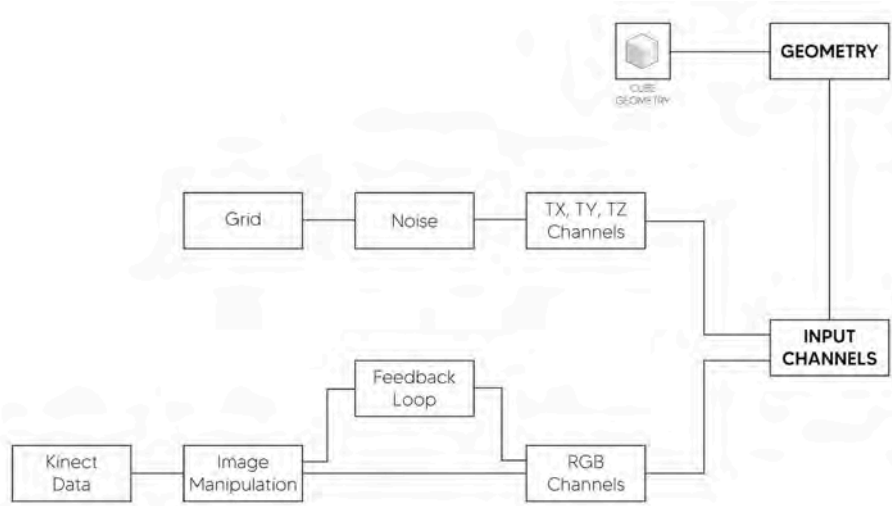 GEOMETRY
CUBE
GEOMETRY
Grid
Noise
TX, TY, TZ
Channels
INPUT
CHANNELS
Feedback
Loop
Kinect
Data
Image
Manipulation
RGB
Channels